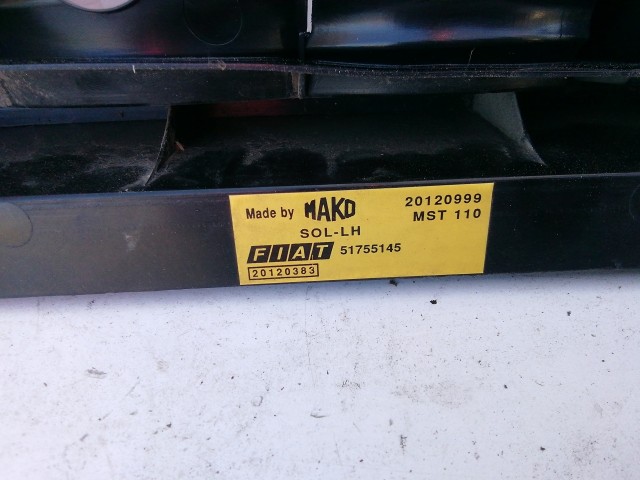 Made by MAKO 20120999
MST 110
SOL-LH
FIAT 51755145
20120383